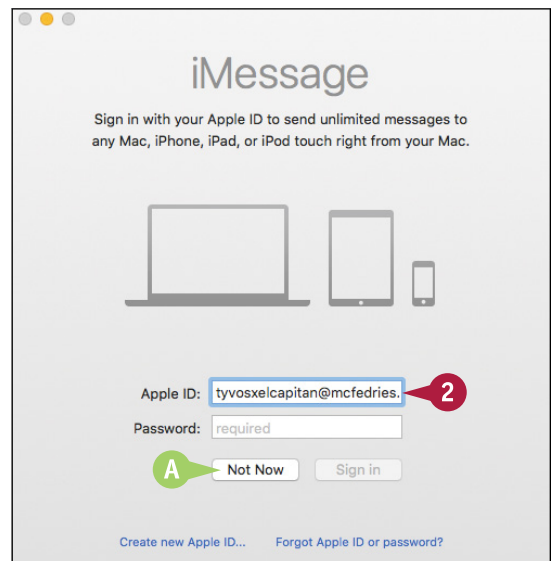 iMessage
Sign in with your Apple ID to send unlimited messages to
any Mac, iPhone, iPad, or iPod touch right from your Mac.
Apple ID: tyvosxelcapitan@mcfedries. 2
Password: required
A Not Now Sign in
Create new Apple ID... Forgot Apple ID or password?